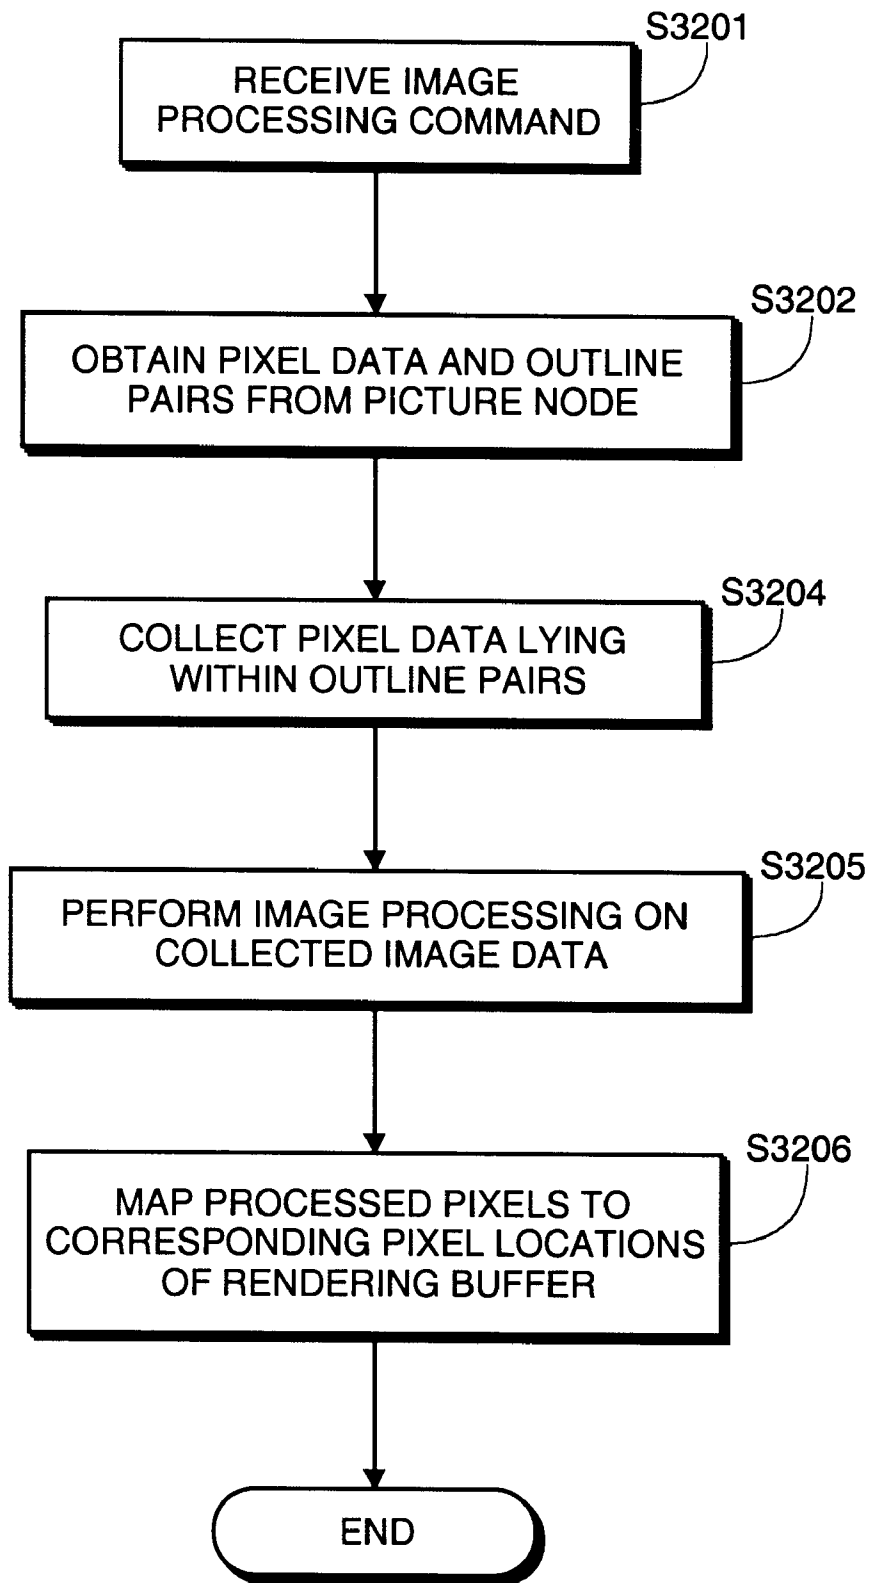 S3201
RECEIVE IMAGE
PROCESSING COMMAND
S3202
OBTAIN PIXEL DATA AND OUTLINE
PAIRS FROM PICTURE NODE
S3204
COLLECT PIXEL DATA LYING
WITHIN OUTLINE PAIRS
S3205
PERFORM IMAGE PROCESSING ON
COLLECTED IMAGE DATA
S3206
MAP PROCESSED PIXELS TO
CORRESPONDING PIXEL LOCATIONS
OF RENDERING BUFFER
END